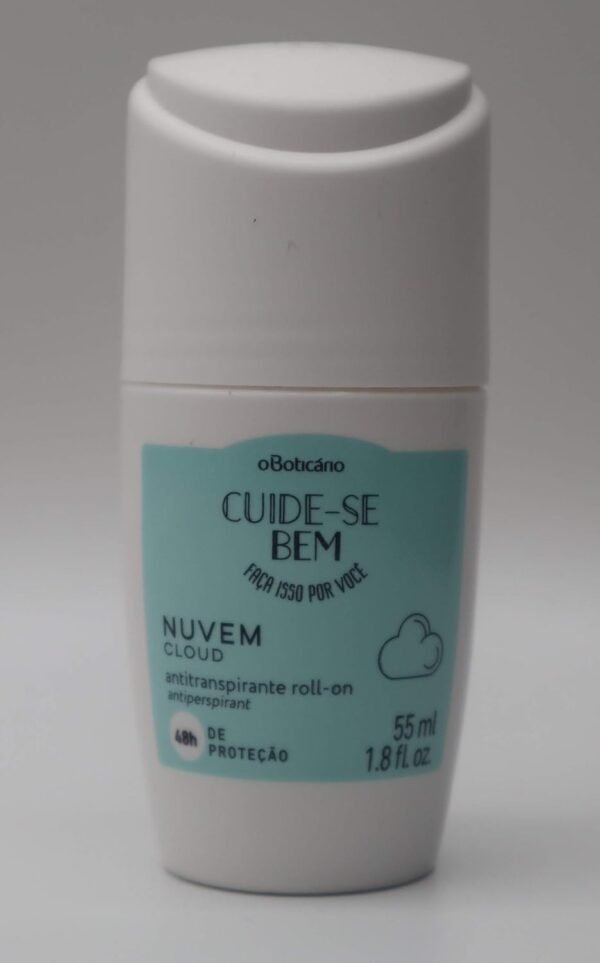 oBoticário
CUIDE-SE
BEM
FAÇA ISSO POR VOCÊ
NUVEM
CLOUD
antitranspirante roll-on
antiperspirant
48h DE
PROTEÇÃO
55 ml
1.8 fl. oz.